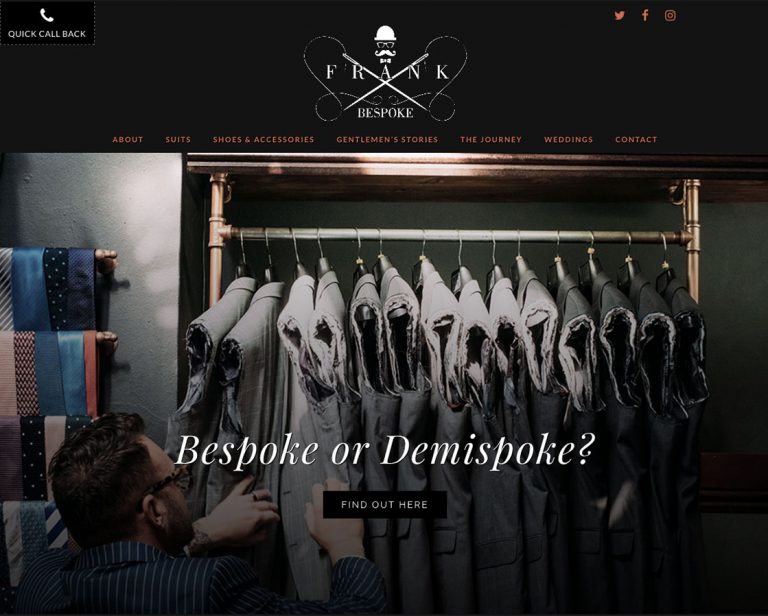 QUICK CALL BACK
FRANK
BESPOKE
ABOUT SUITS SHOES & ACCESSORIES GENTLEMEN'S STORIES THE JOURNEY WEDDINGS CONTACT
Bespoke or Demispoke?
FIND OUT HERE